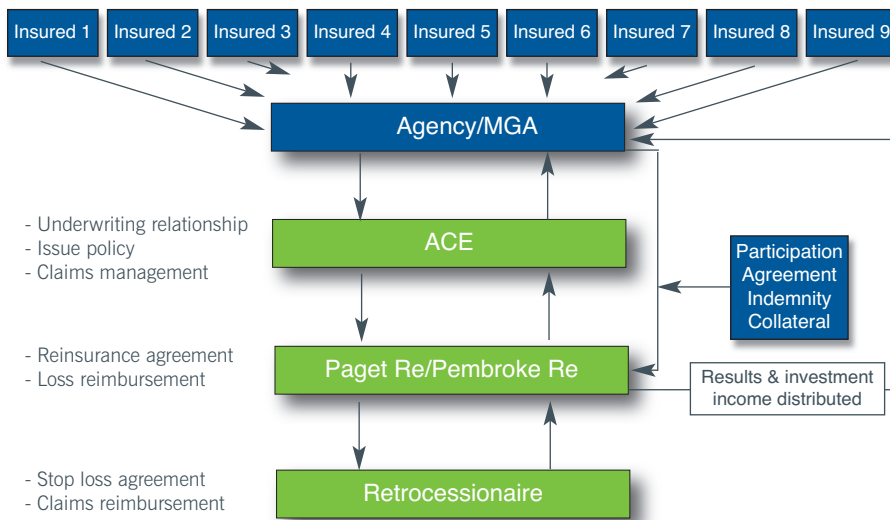 Insured 1
Insured 2
Insured 3
Insured 4
Insured 5
Insured 6
Insured 7
Insured 8
Insured 9
Agency/MGA
- Underwriting relationship
- Issue policy
- Claims management
ACE
Participation
Agreement
Indemnity
Collateral
- Reinsurance agreement
- Loss reimbursement
Paget Re/Pembroke Re
Results & investment
income distributed
- Stop loss agreement
- Claims reimbursement
Retrocessionaire